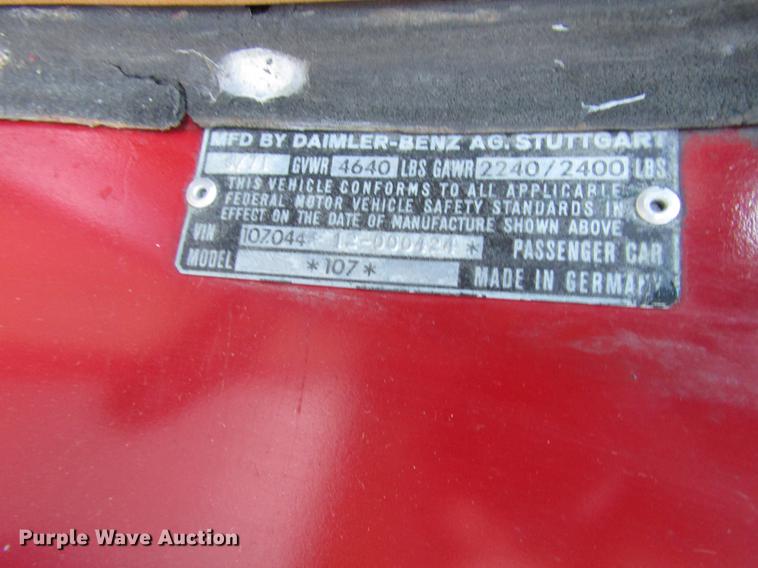 MFD BY DAIMLER-BENZ AG. STUTTGART
GVWR 4640 LBS GAWR 2240/2400 LBS
THIS VEHICLE CONFORMS TO ALL APPLICABLE
FEDERAL MOTOR VEHICLE SAFETY STANDARDS IN
EFFECT ON THE DATE OF MANUFACTURE SHOWN ABOVE
VIN 107044 12-000424* PASSENGER CAR
MODEL *107* MADE IN GERMANY
Purple Wave Auction